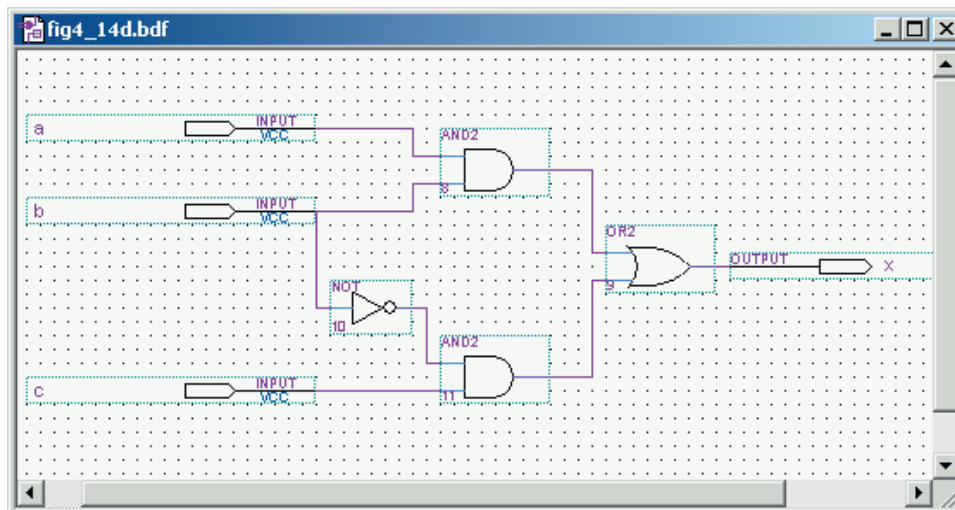 fig4_14d.bdf
a INPUT
VCC
AND2
8
b INPUT
VCC
OR2
9
OUTPUT X
NOT
10
AND2
11
c INPUT
VCC